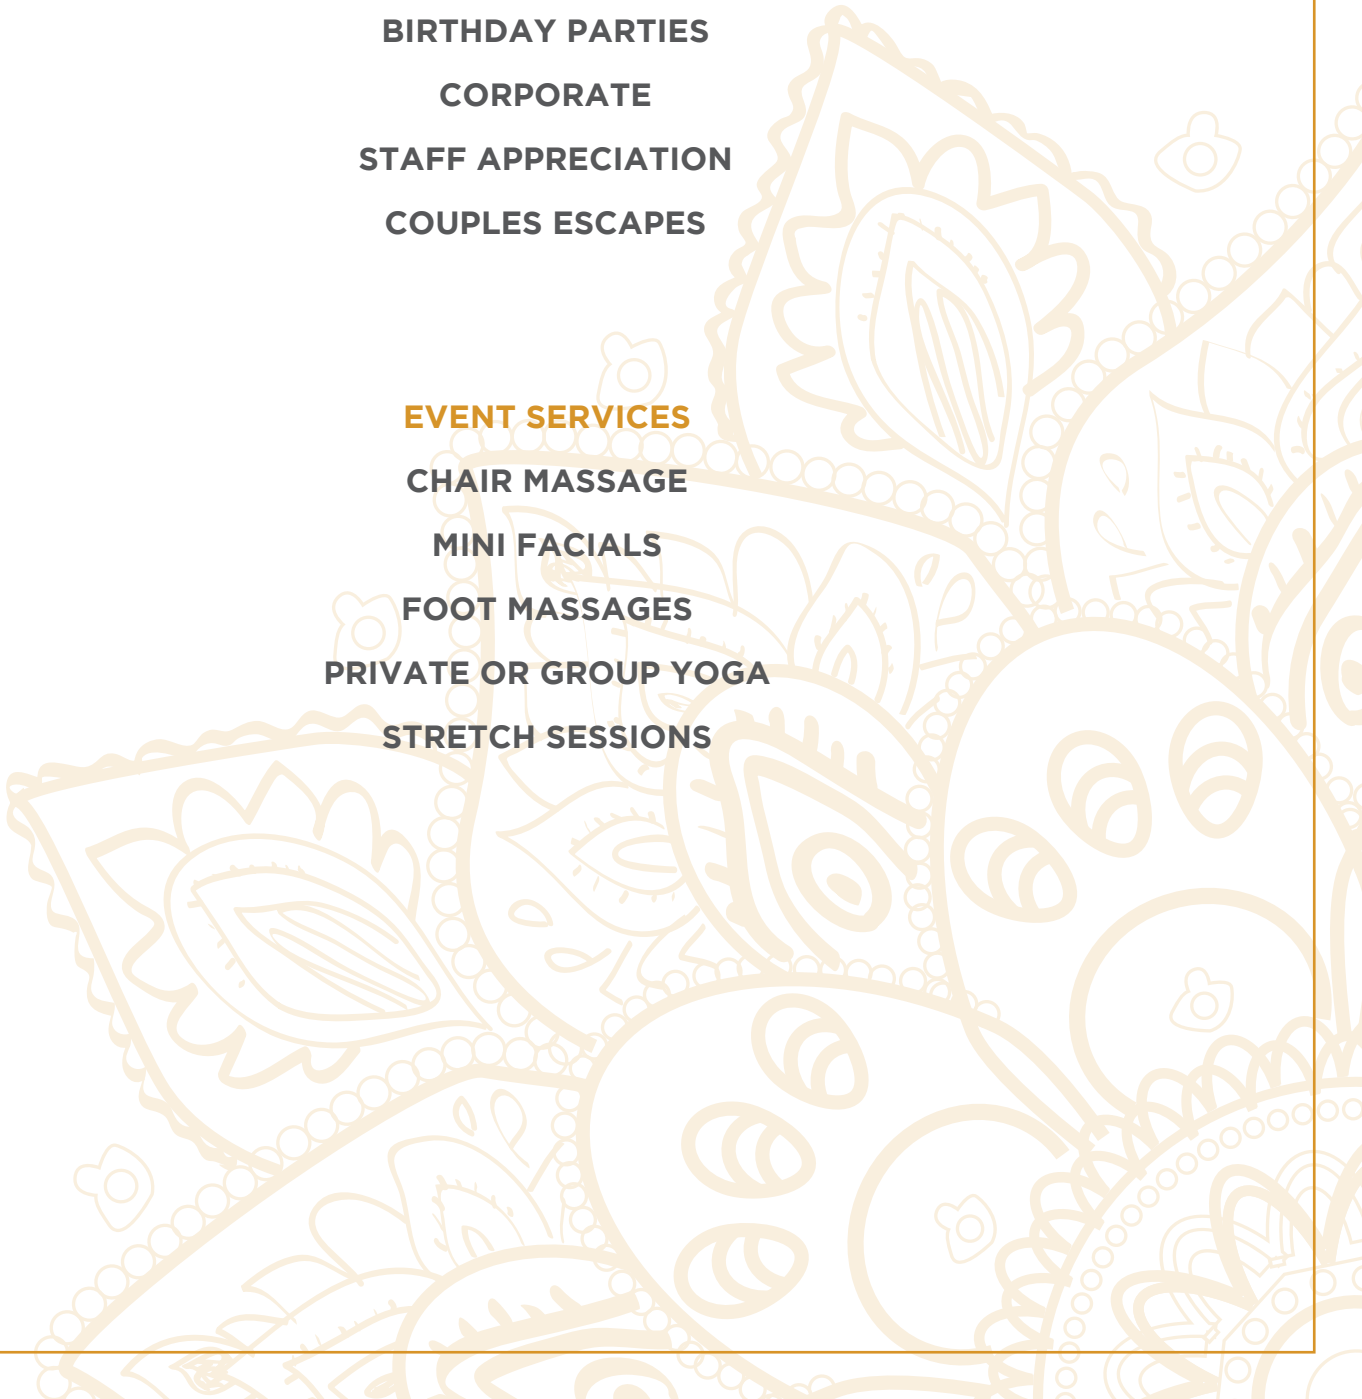 BIRTHDAY PARTIES
CORPORATE
STAFF APPRECIATION
COUPLES ESCAPES
EVENT SERVICES
CHAIR MASSAGE
MINI FACIALS
FOOT MASSAGES
PRIVATE OR GROUP YOGA
STRETCH SESSIONS